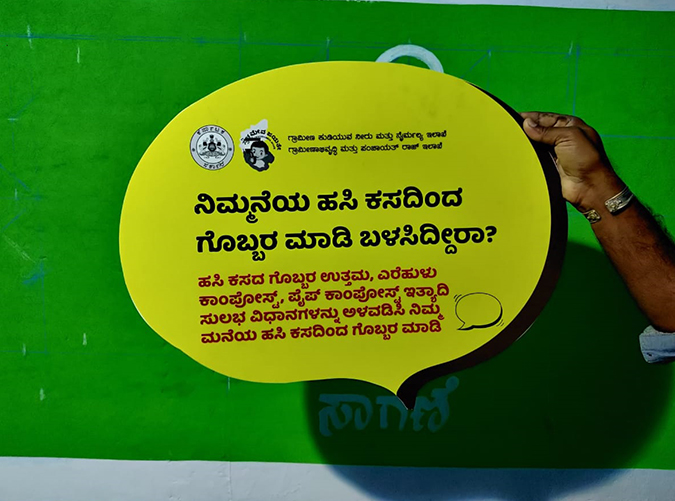 ಗ್ರಾಮೀಣ ಕುಡಿಯುವ ನೀರು ಮತ್ತು ನೈರ್ಮಲ್ಯ ಇಲಾಖೆ
ಗ್ರಾಮೀಣಾಭಿವೃದ್ಧಿ ಮತ್ತು ಪಂಚಾಯತ್ ರಾಜ್ ಇಲಾಖೆ
ನಿಮ್ಮನೆಯ ಹಸಿ ಕಸದಿಂದ
ಗೊಬ್ಬರ ಮಾಡಿ ಬಳಸಿದ್ದೀರಾ?
ಹಸಿ ಕಸದ ಗೊಬ್ಬರ ಉತ್ತಮ, ಎರೆಹುಳು
ಕಾಂಪೋಸ್ಟ್, ಪೈಪ್ ಕಾಂಪೋಸ್ಟ್ ಇತ್ಯಾದಿ
ಸುಲಭ ವಿಧಾನಗಳನ್ನು ಅಳವಡಿಸಿ ನಿಮ್ಮ
ಮನೆಯ ಹಸಿ ಕಸದಿಂದ ಗೊಬ್ಬರ ಮಾಡಿ
ಸಾಗಣೆ